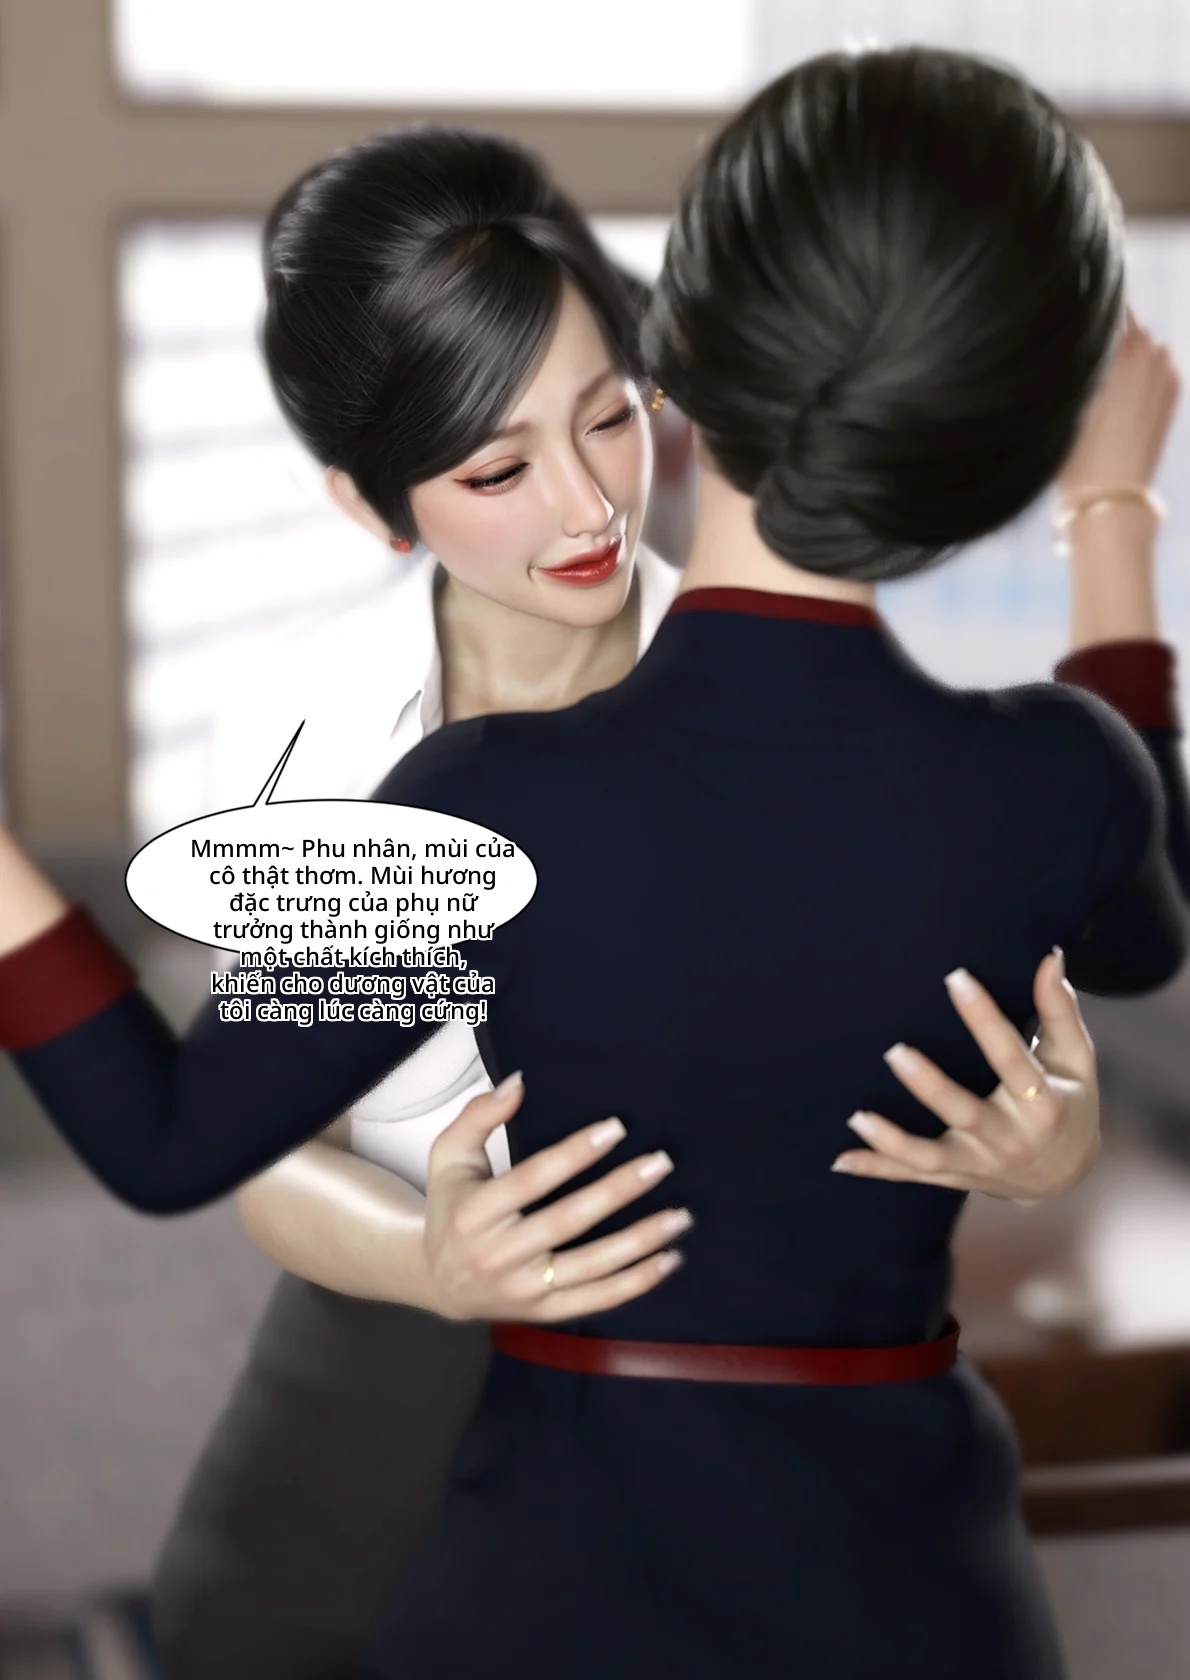 Mmmm~ Phu nhân, mùi của
cô thật thơm. Mùi hương
đặc trưng của phụ nữ
trưởng thành giống như
một chất kích thích,
khiến cho dương vật của
tôi càng lúc càng cứng!